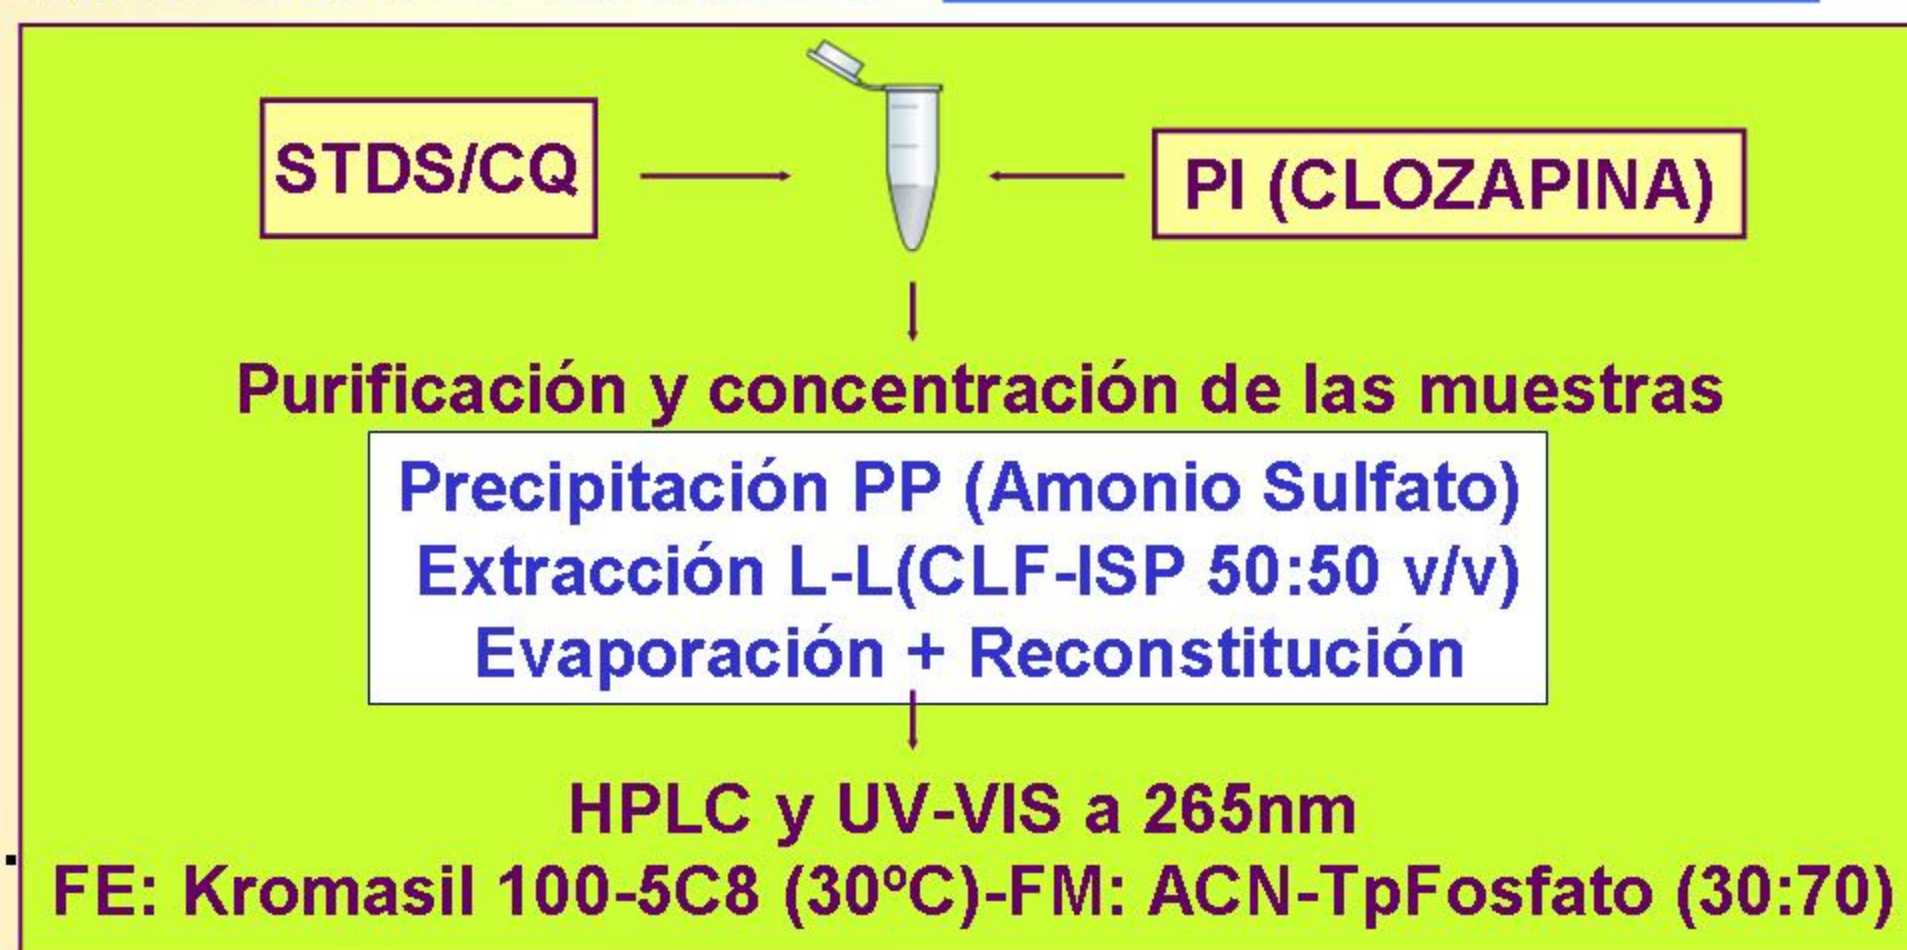 STDS/CQ
PI (CLOZAPINA)
Purificación y concentración de las muestras
Precipitación PP (Amonio Sulfato)
Extracción L-L(CLF-ISP 50:50 v/v)
Evaporación + Reconstitución
HPLC y UV-VIS a 265nm
FE: Kromasil 100-5C8 (30ºC)-FM: ACN-TpFosfato (30:70)